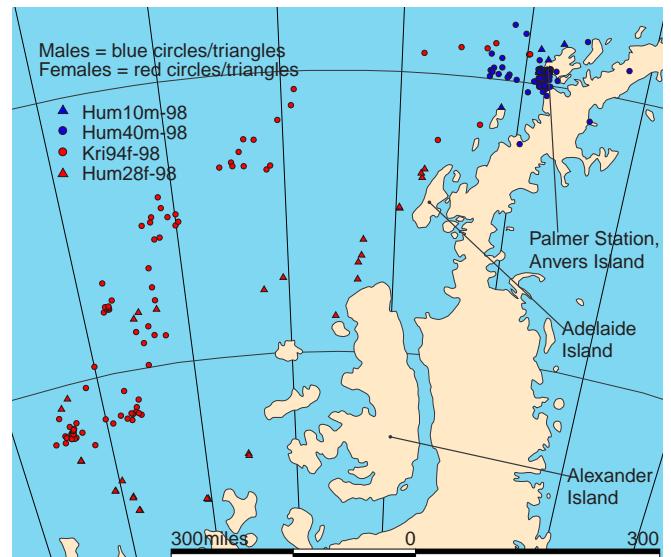 Males = blue circles/triangles
Females = red circles/triangles
Hum10m-98
Hum40m-98
Kri94f-98
Hum28f-98
Palmer Station,
Anvers Island
Adelaide
Island
Alexander
Island
300miles 0 300